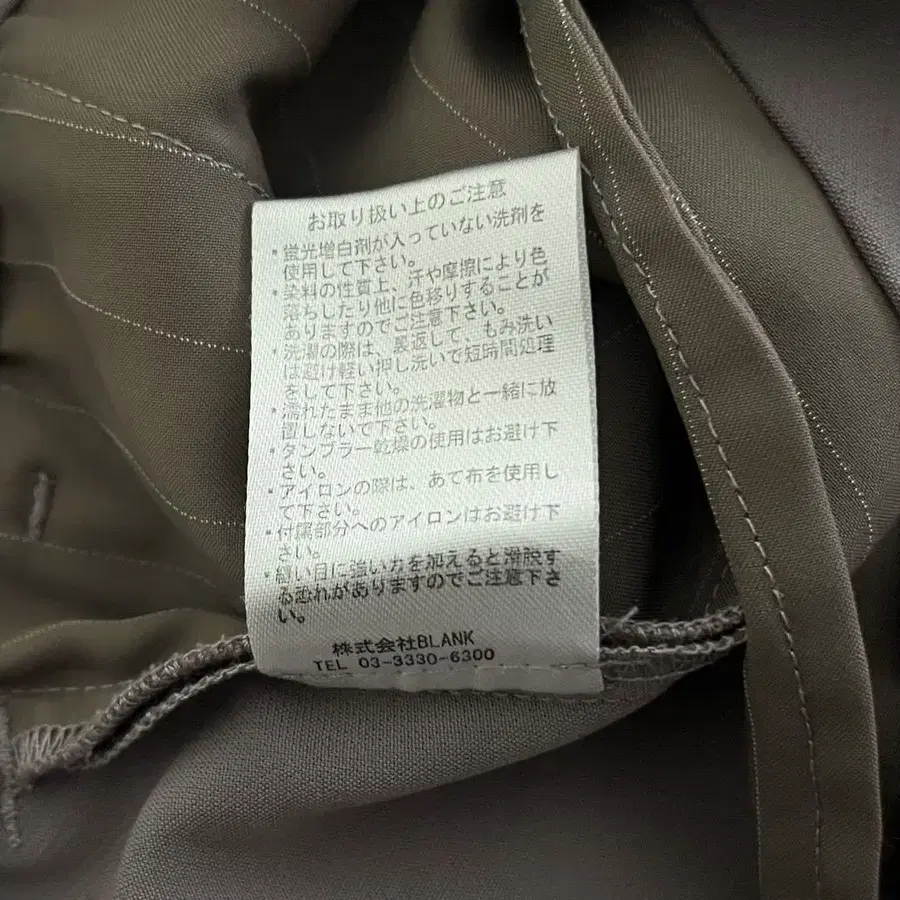 お取り扱い上のご注意
・蛍光増白剤が入っていない洗剤を
使用して下さい。
・染料の性質上、汗や摩擦により色
落ちしたり他に色移りすることが
ありますのでご注意下さい。
・洗濯の際は、裏返して、もみ洗い
は避け軽い押し洗いで短時間処理
をして下さい。
・濡れたまま他の洗濯物と一緒に放
置しないで下さい。
・タンブラー乾燥の使用はお避け下
さい。
・アイロンの際は、あて布を使用し
て下さい。
・付属部分へのアイロンはお避け下
さい。
・縫い目に強い力を加えると滑脱す
る恐れがありますのでご注意下さ
い。
株式会社BLANK
TEL 03-3330-6300